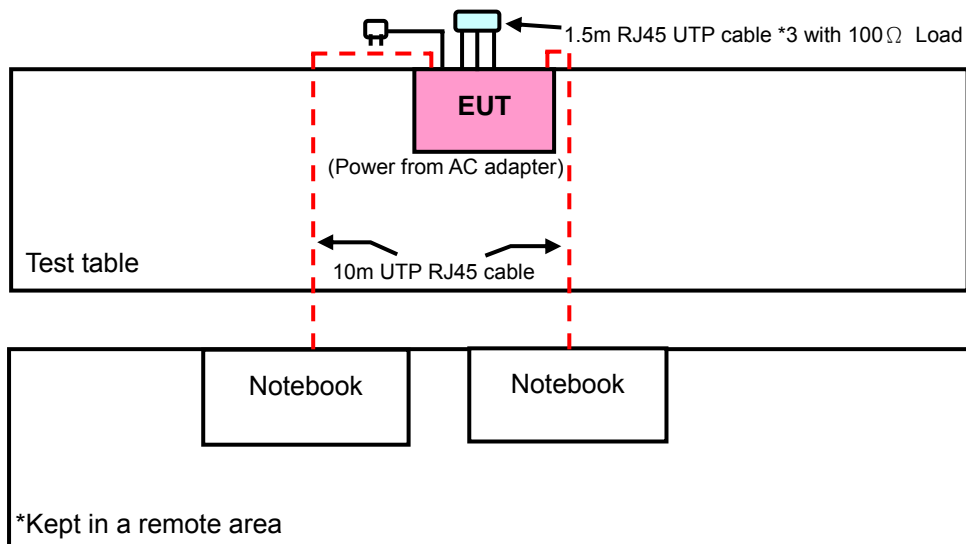 1.5m RJ45 UTP cable *3 with 100Ω Load
EUT
(Power from AC adapter)
Test table
10m UTP RJ45 cable
Notebook
Notebook
*Kept in a remote area